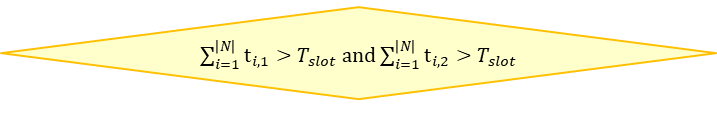 ∑_{i=1}^{|N|} t_{i,1} > T_{slot} and ∑_{i=1}^{|N|} t_{i,2} > T_{slot}